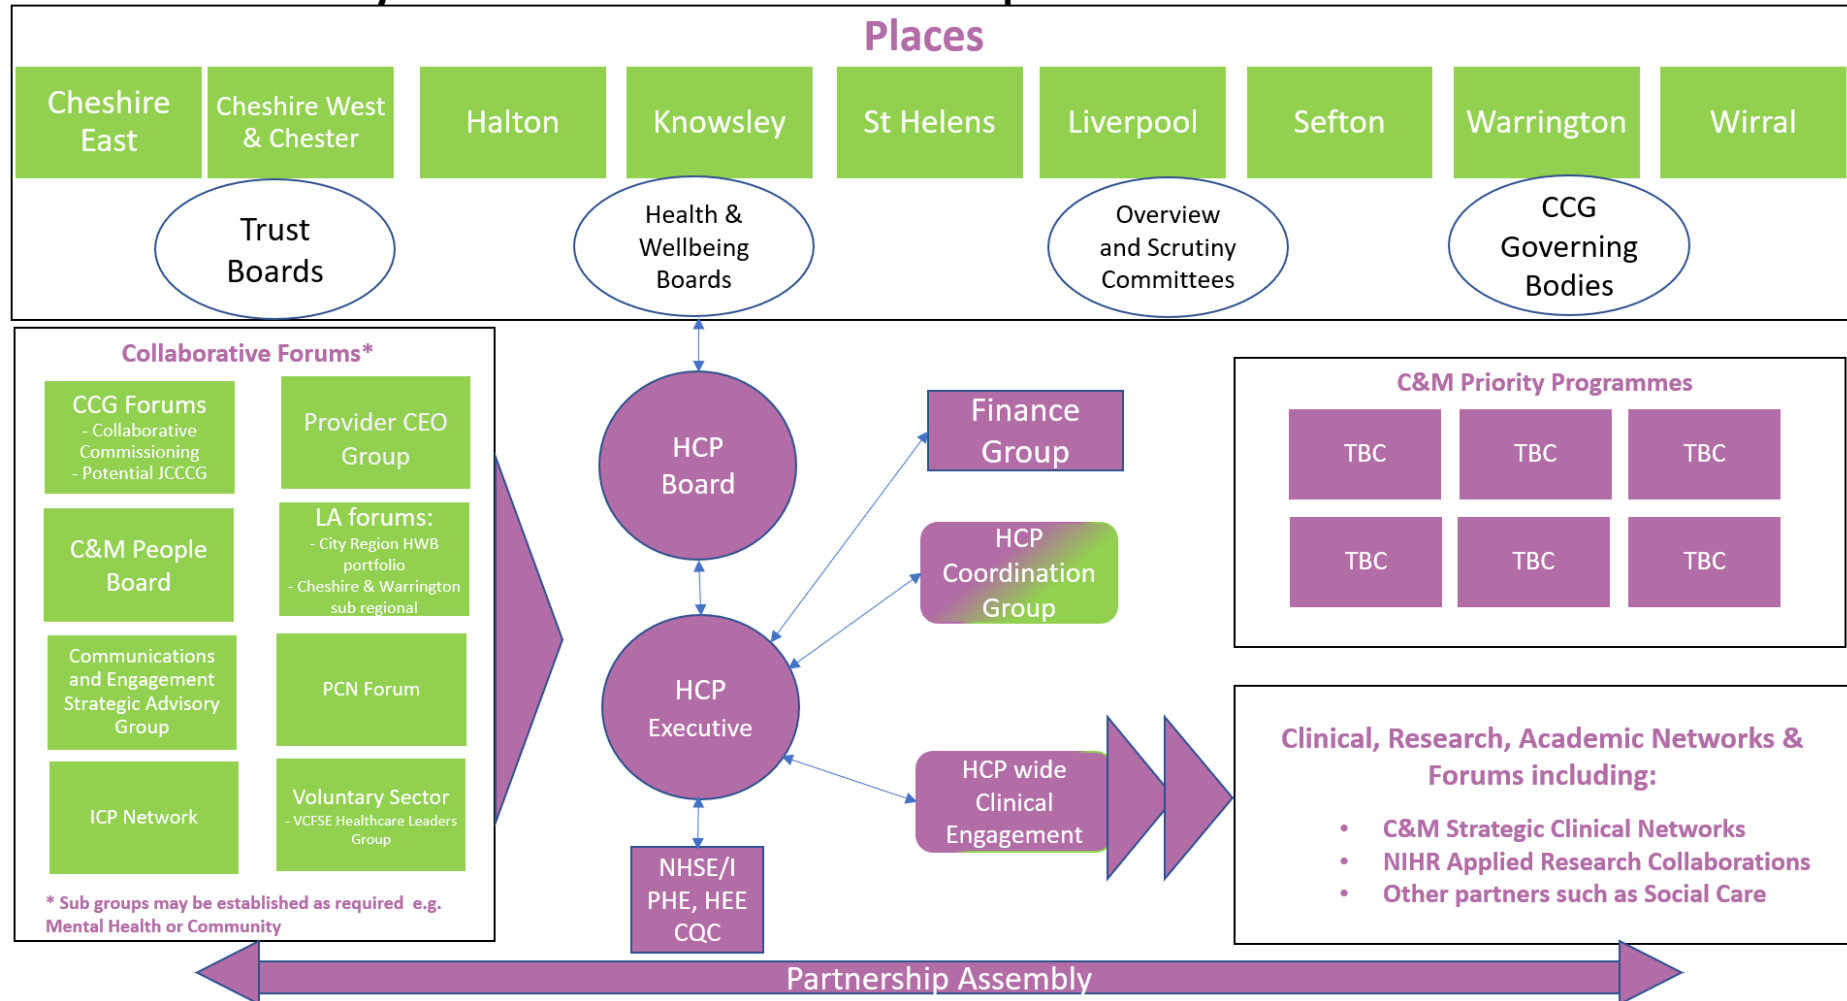 Places
Cheshire
East
Cheshire West
& Chester
Halton
Knowsley
St Helens
Liverpool
Sefton
Warrington
Wirral
Trust
Boards
Health &
Wellbeing
Boards
Overview
and Scrutiny
Committees
CCG
Governing
Bodies
Collaborative Forums*
CCG Forums
- Collaborative
Commissioning
- Potential JCCCG
Provider CEO
Group
C&M People
Board
LA forums:
- City Region HWB
portfolio
- Cheshire & Warrington
sub regional
Communications
and Engagement
Strategic Advisory
Group
PCN Forum
ICP Network
Voluntary Sector
- VCFSE Healthcare Leaders
Group
* Sub groups may be established as required e.g.
Mental Health or Community
HCP
Board
HCP
Executive
NHSE/I
PHE, HEE
CQC
Finance
Group
HCP
Coordination
Group
HCP wide
Clinical
Engagement
C&M Priority Programmes
TBC
TBC
TBC
TBC
TBC
TBC
Clinical, Research, Academic Networks &
Forums including:
• C&M Strategic Clinical Networks
• NIHR Applied Research Collaborations
• Other partners such as Social Care
Partnership Assembly